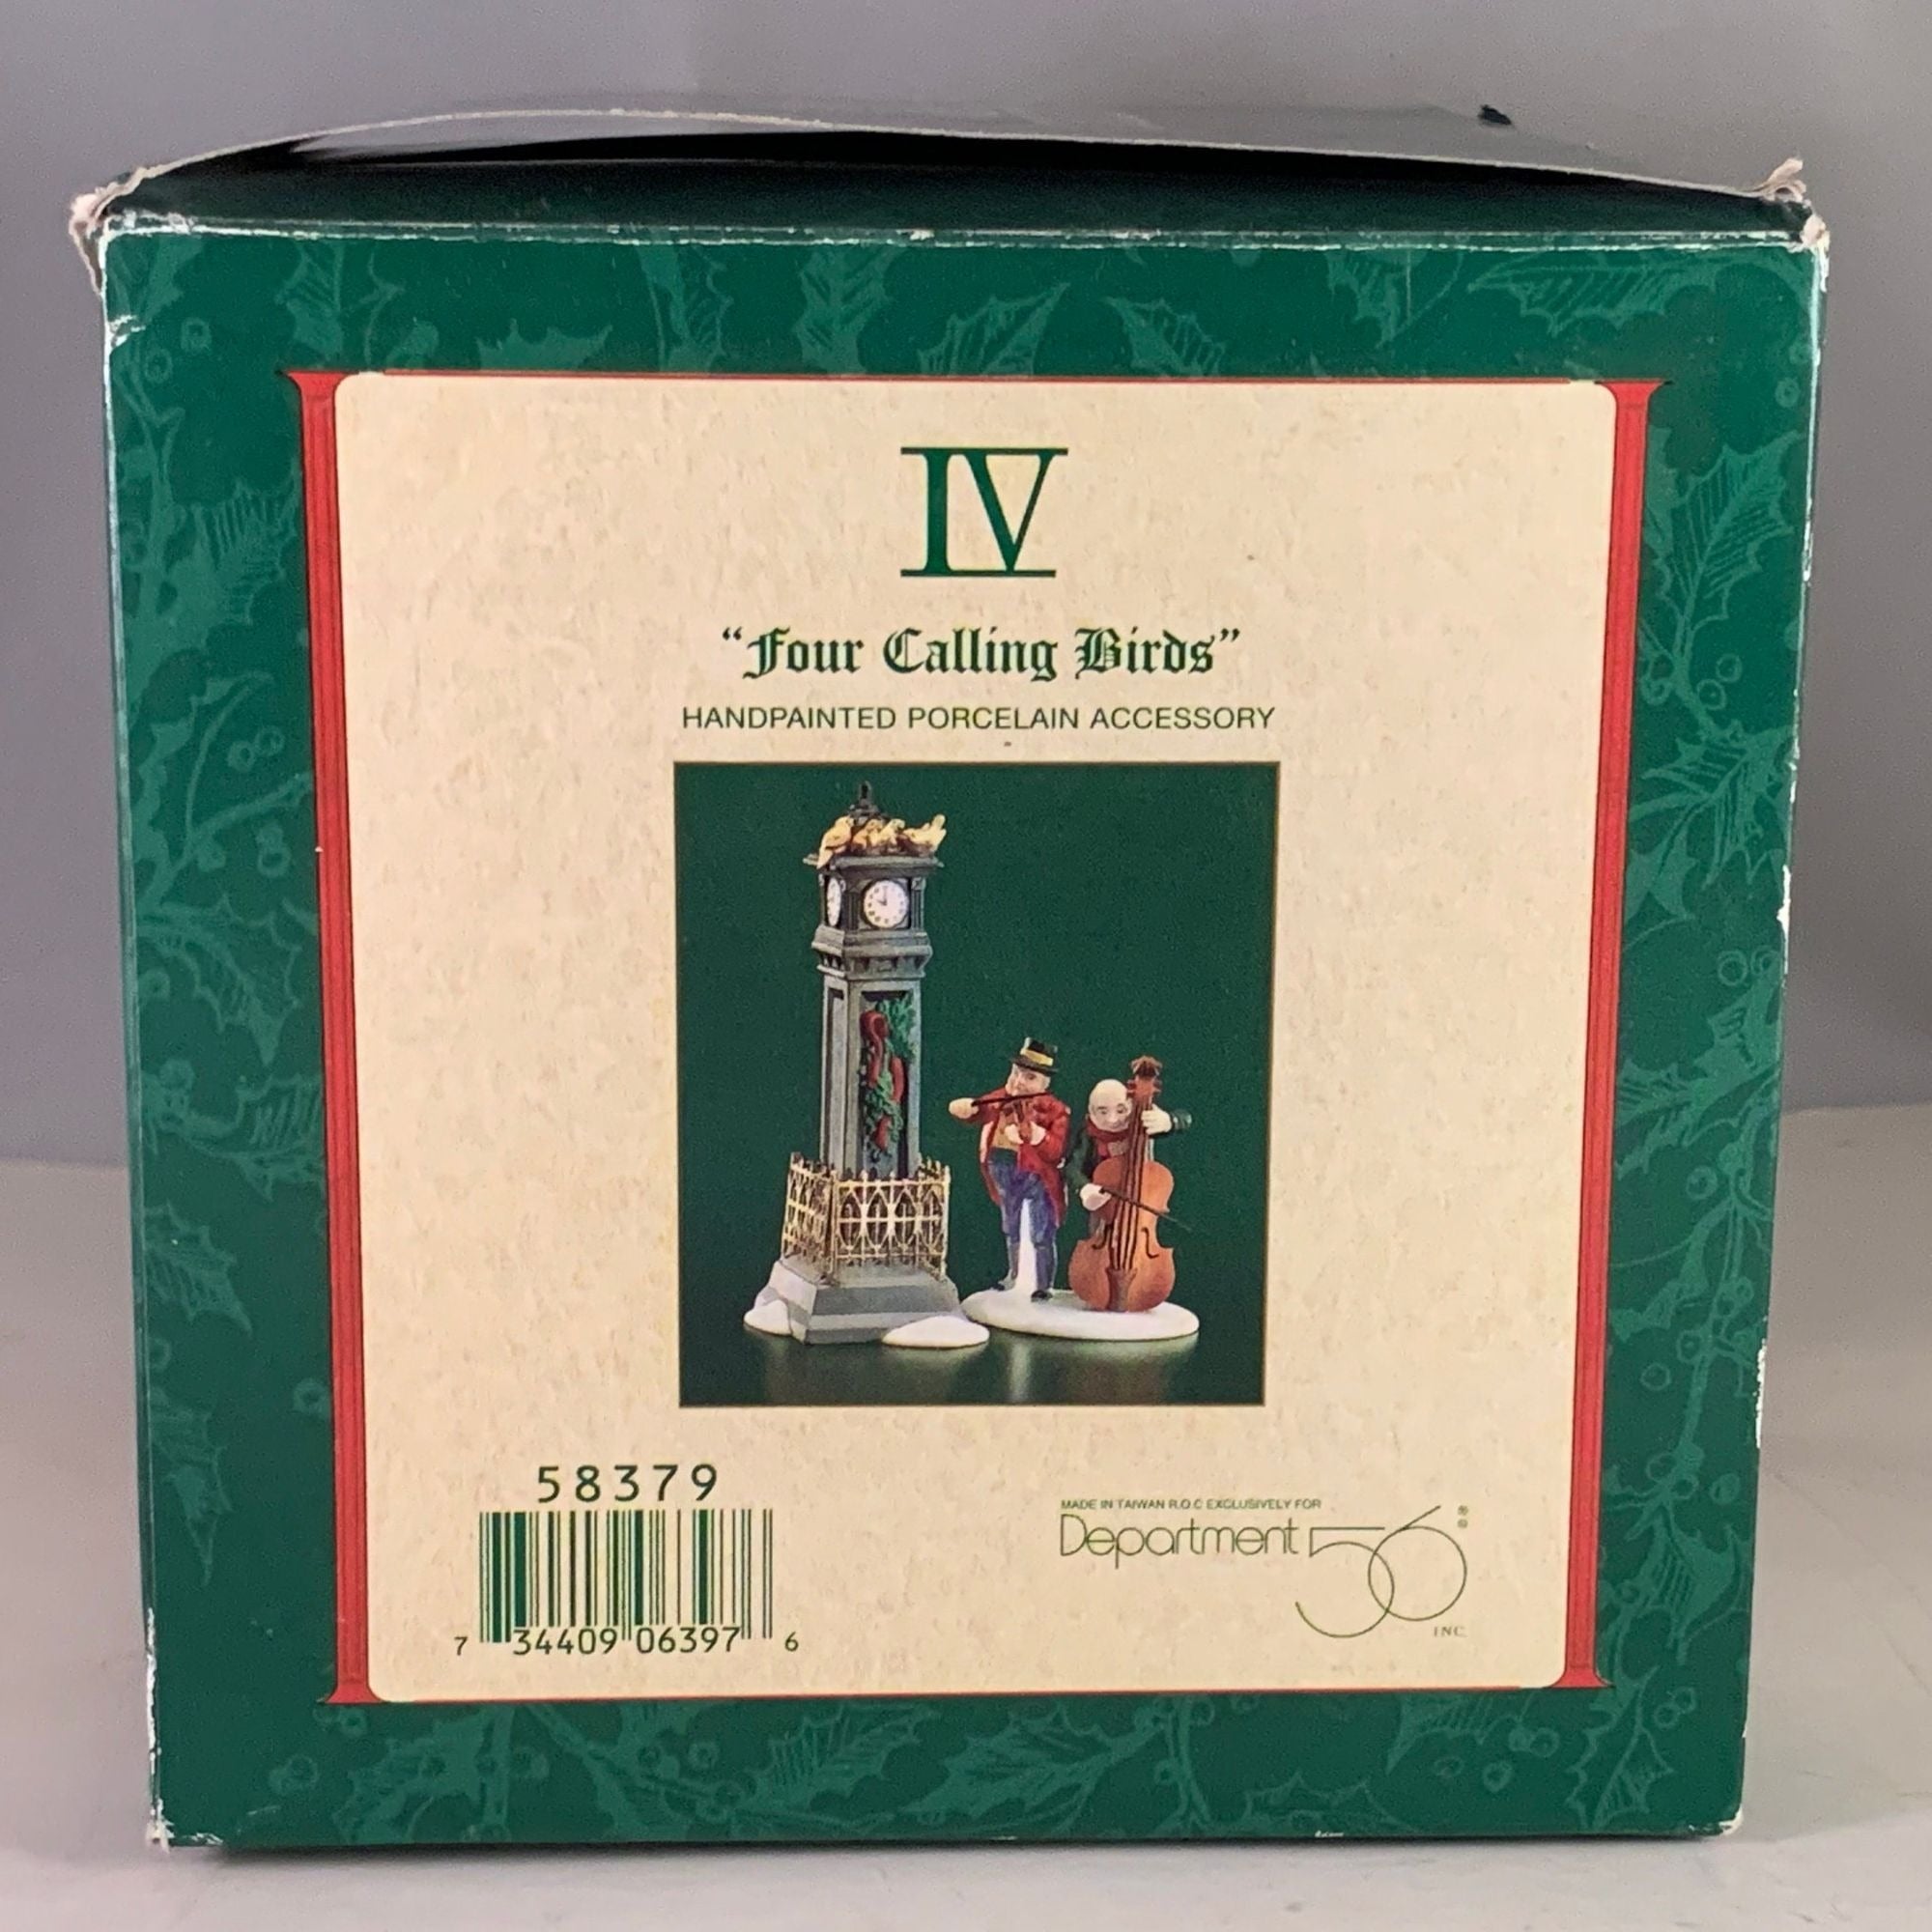 IV
“Four Calling Birds”
HANDPAINTED PORCELAIN ACCESSORY
58379
7 34409 06397 6
MADE IN TAIWAN R.O.C EXCLUSIVELY FOR
Department 56 ®
INC.